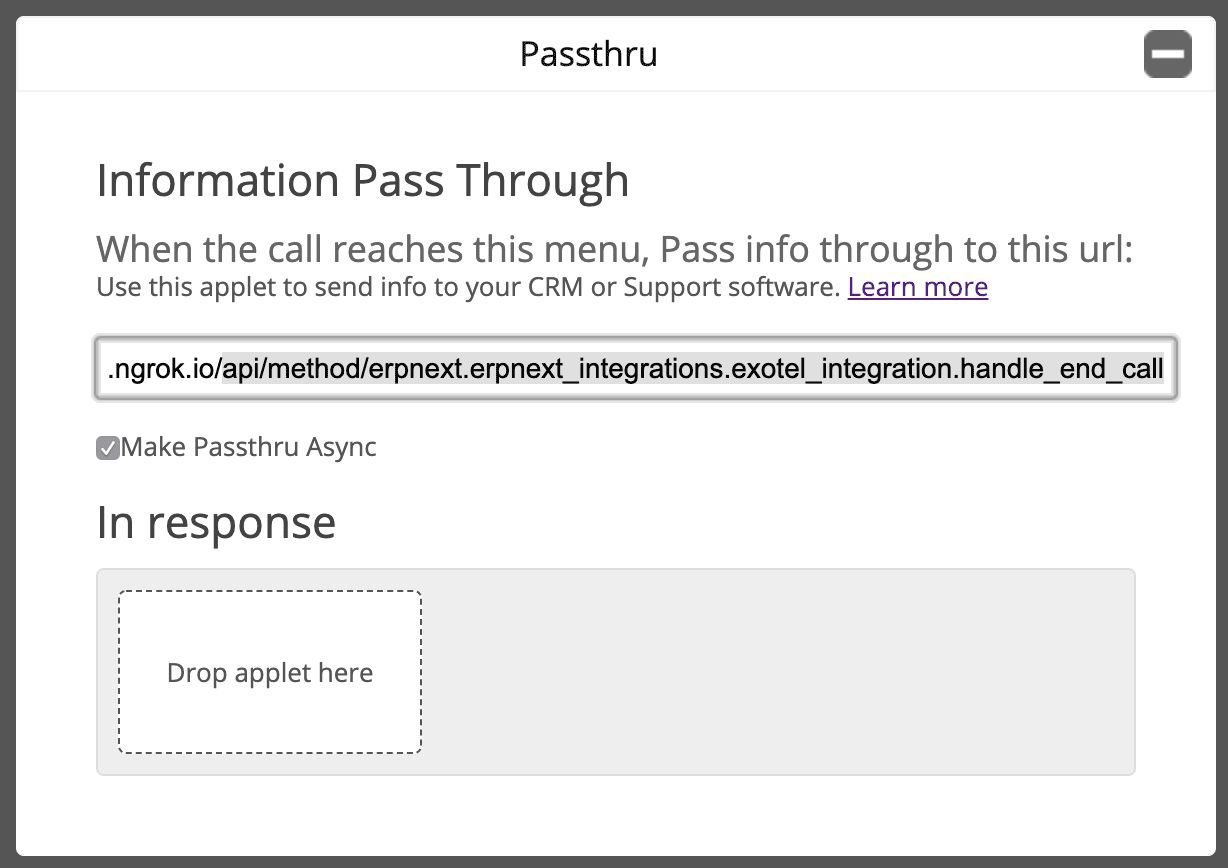 Passthru
Information Pass Through
When the call reaches this menu, Pass info through to this url:
Use this applet to send info to your CRM or Support software. Learn more
.ngrok.io/api/method/erpnext.erpnext_integrations.exotel_integration.handle_end_call
Make Passthru Async
In response
Drop applet here